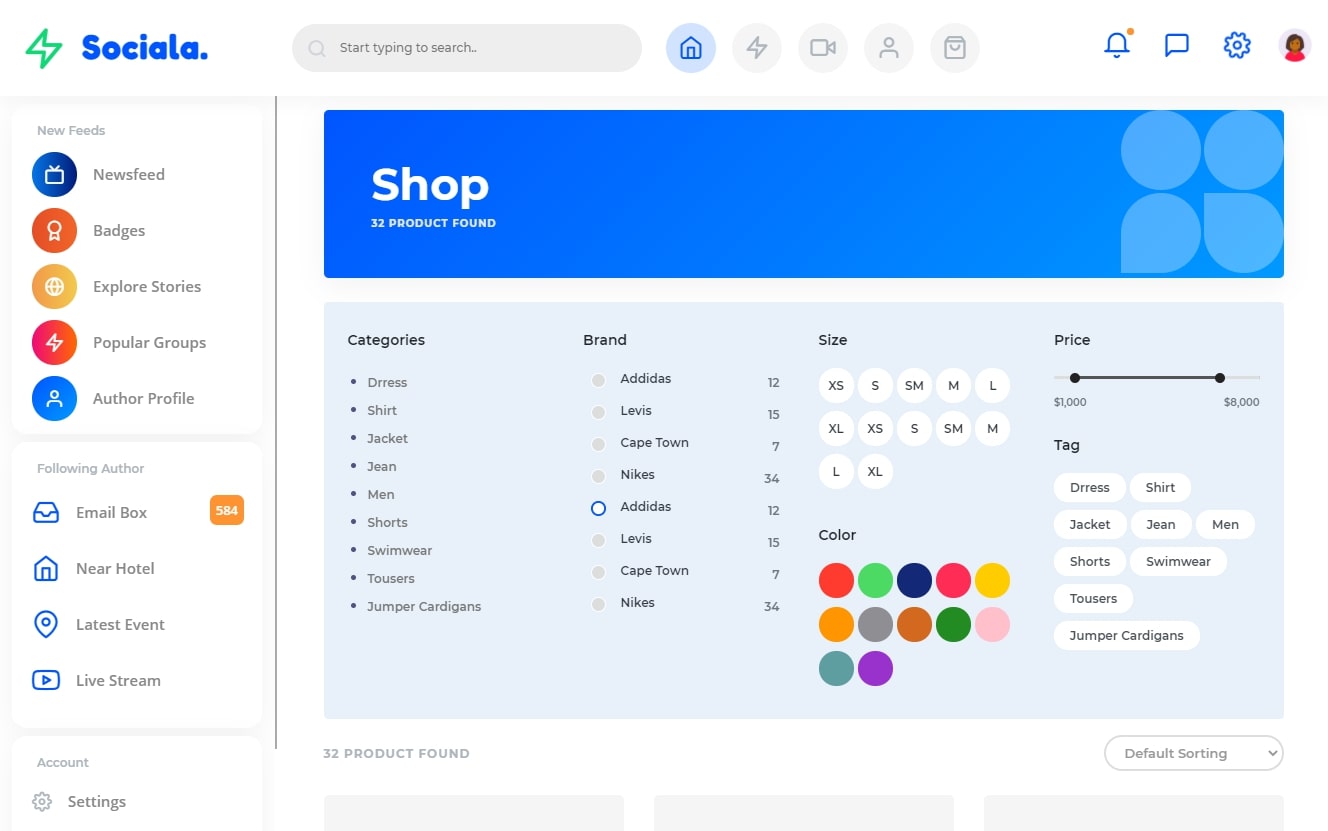 Sociala.
Start typing to search..
New Feeds
Newsfeed
Badges
Explore Stories
Popular Groups
Author Profile
Following Author
Email Box
584
Near Hotel
Latest Event
Live Stream
Account
Settings
Shop
32 PRODUCT FOUND
Categories
Drress
Shirt
Jacket
Jean
Men
Shorts
Swimwear
Tousers
Jumper Cardigans
Brand
Addidas 12
Levis 15
Cape Town 7
Nikes 34
Addidas 12
Levis 15
Cape Town 7
Nikes 34
Size
XS S SM M L
XL XS S SM M
L XL
Color
Price
$1,000 $8,000
Tag
Drress Shirt
Jacket Jean Men
Shorts Swimwear
Tousers
Jumper Cardigans
32 PRODUCT FOUND
Default Sorting